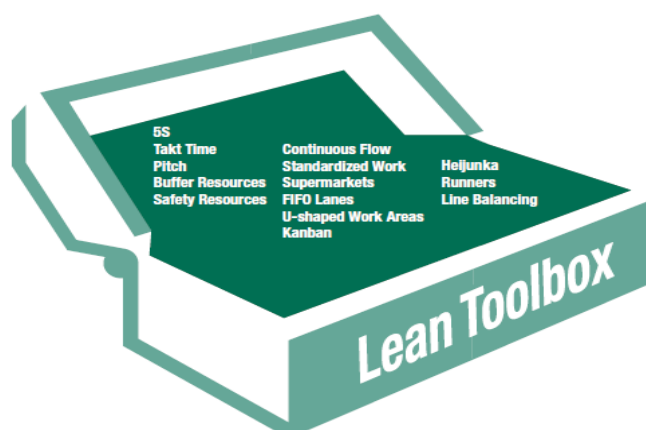 5S
Takt Time
Pitch
Buffer Resources
Safety Resources
Continuous Flow
Standardized Work
Supermarkets
FIFO Lanes
U-shaped Work Areas
Kanban
Heijunka
Runners
Line Balancing
Lean Toolbox